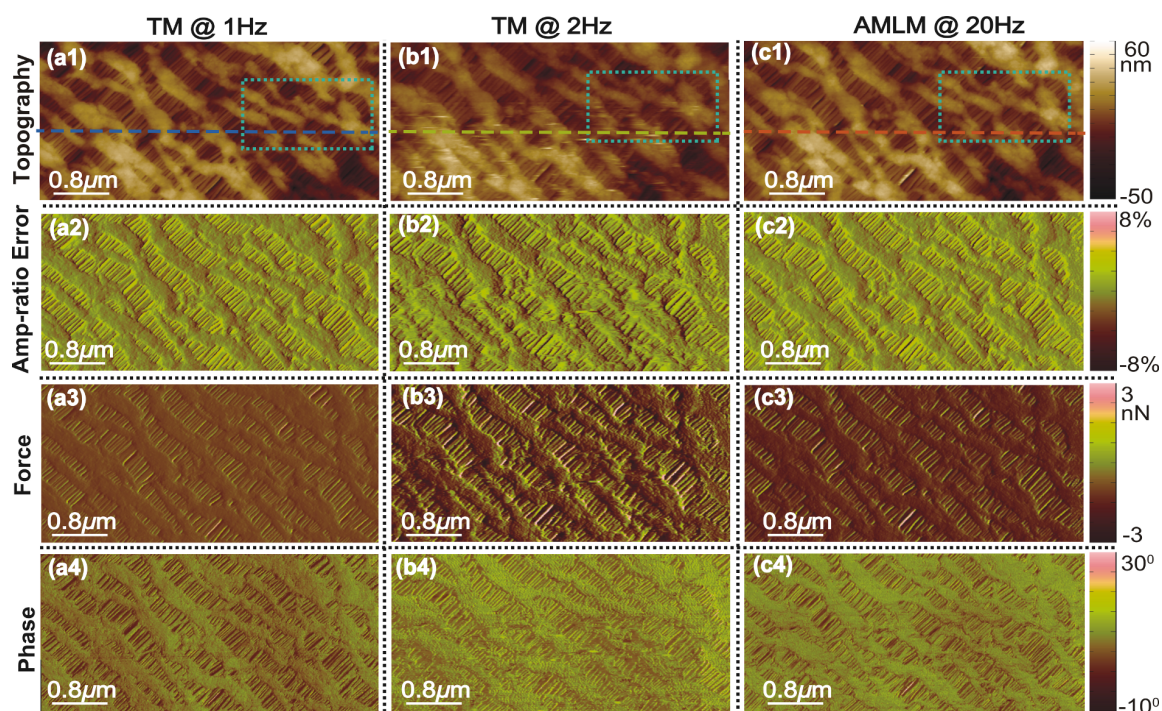 TM @ 1Hz
TM @ 2Hz
AMLM @ 20Hz
Topography
(a1)
0.8µm
(b1)
0.8µm
(c1)
0.8µm
60
nm
-50
Amp-ratio Error
(a2)
0.8µm
(b2)
0.8µm
(c2)
0.8µm
8%
-8%
Force
(a3)
0.8µm
(b3)
0.8µm
(c3)
0.8µm
3
nN
-3
Phase
(a4)
0.8µm
(b4)
0.8µm
(c4)
0.8µm
30⁰
-10⁰